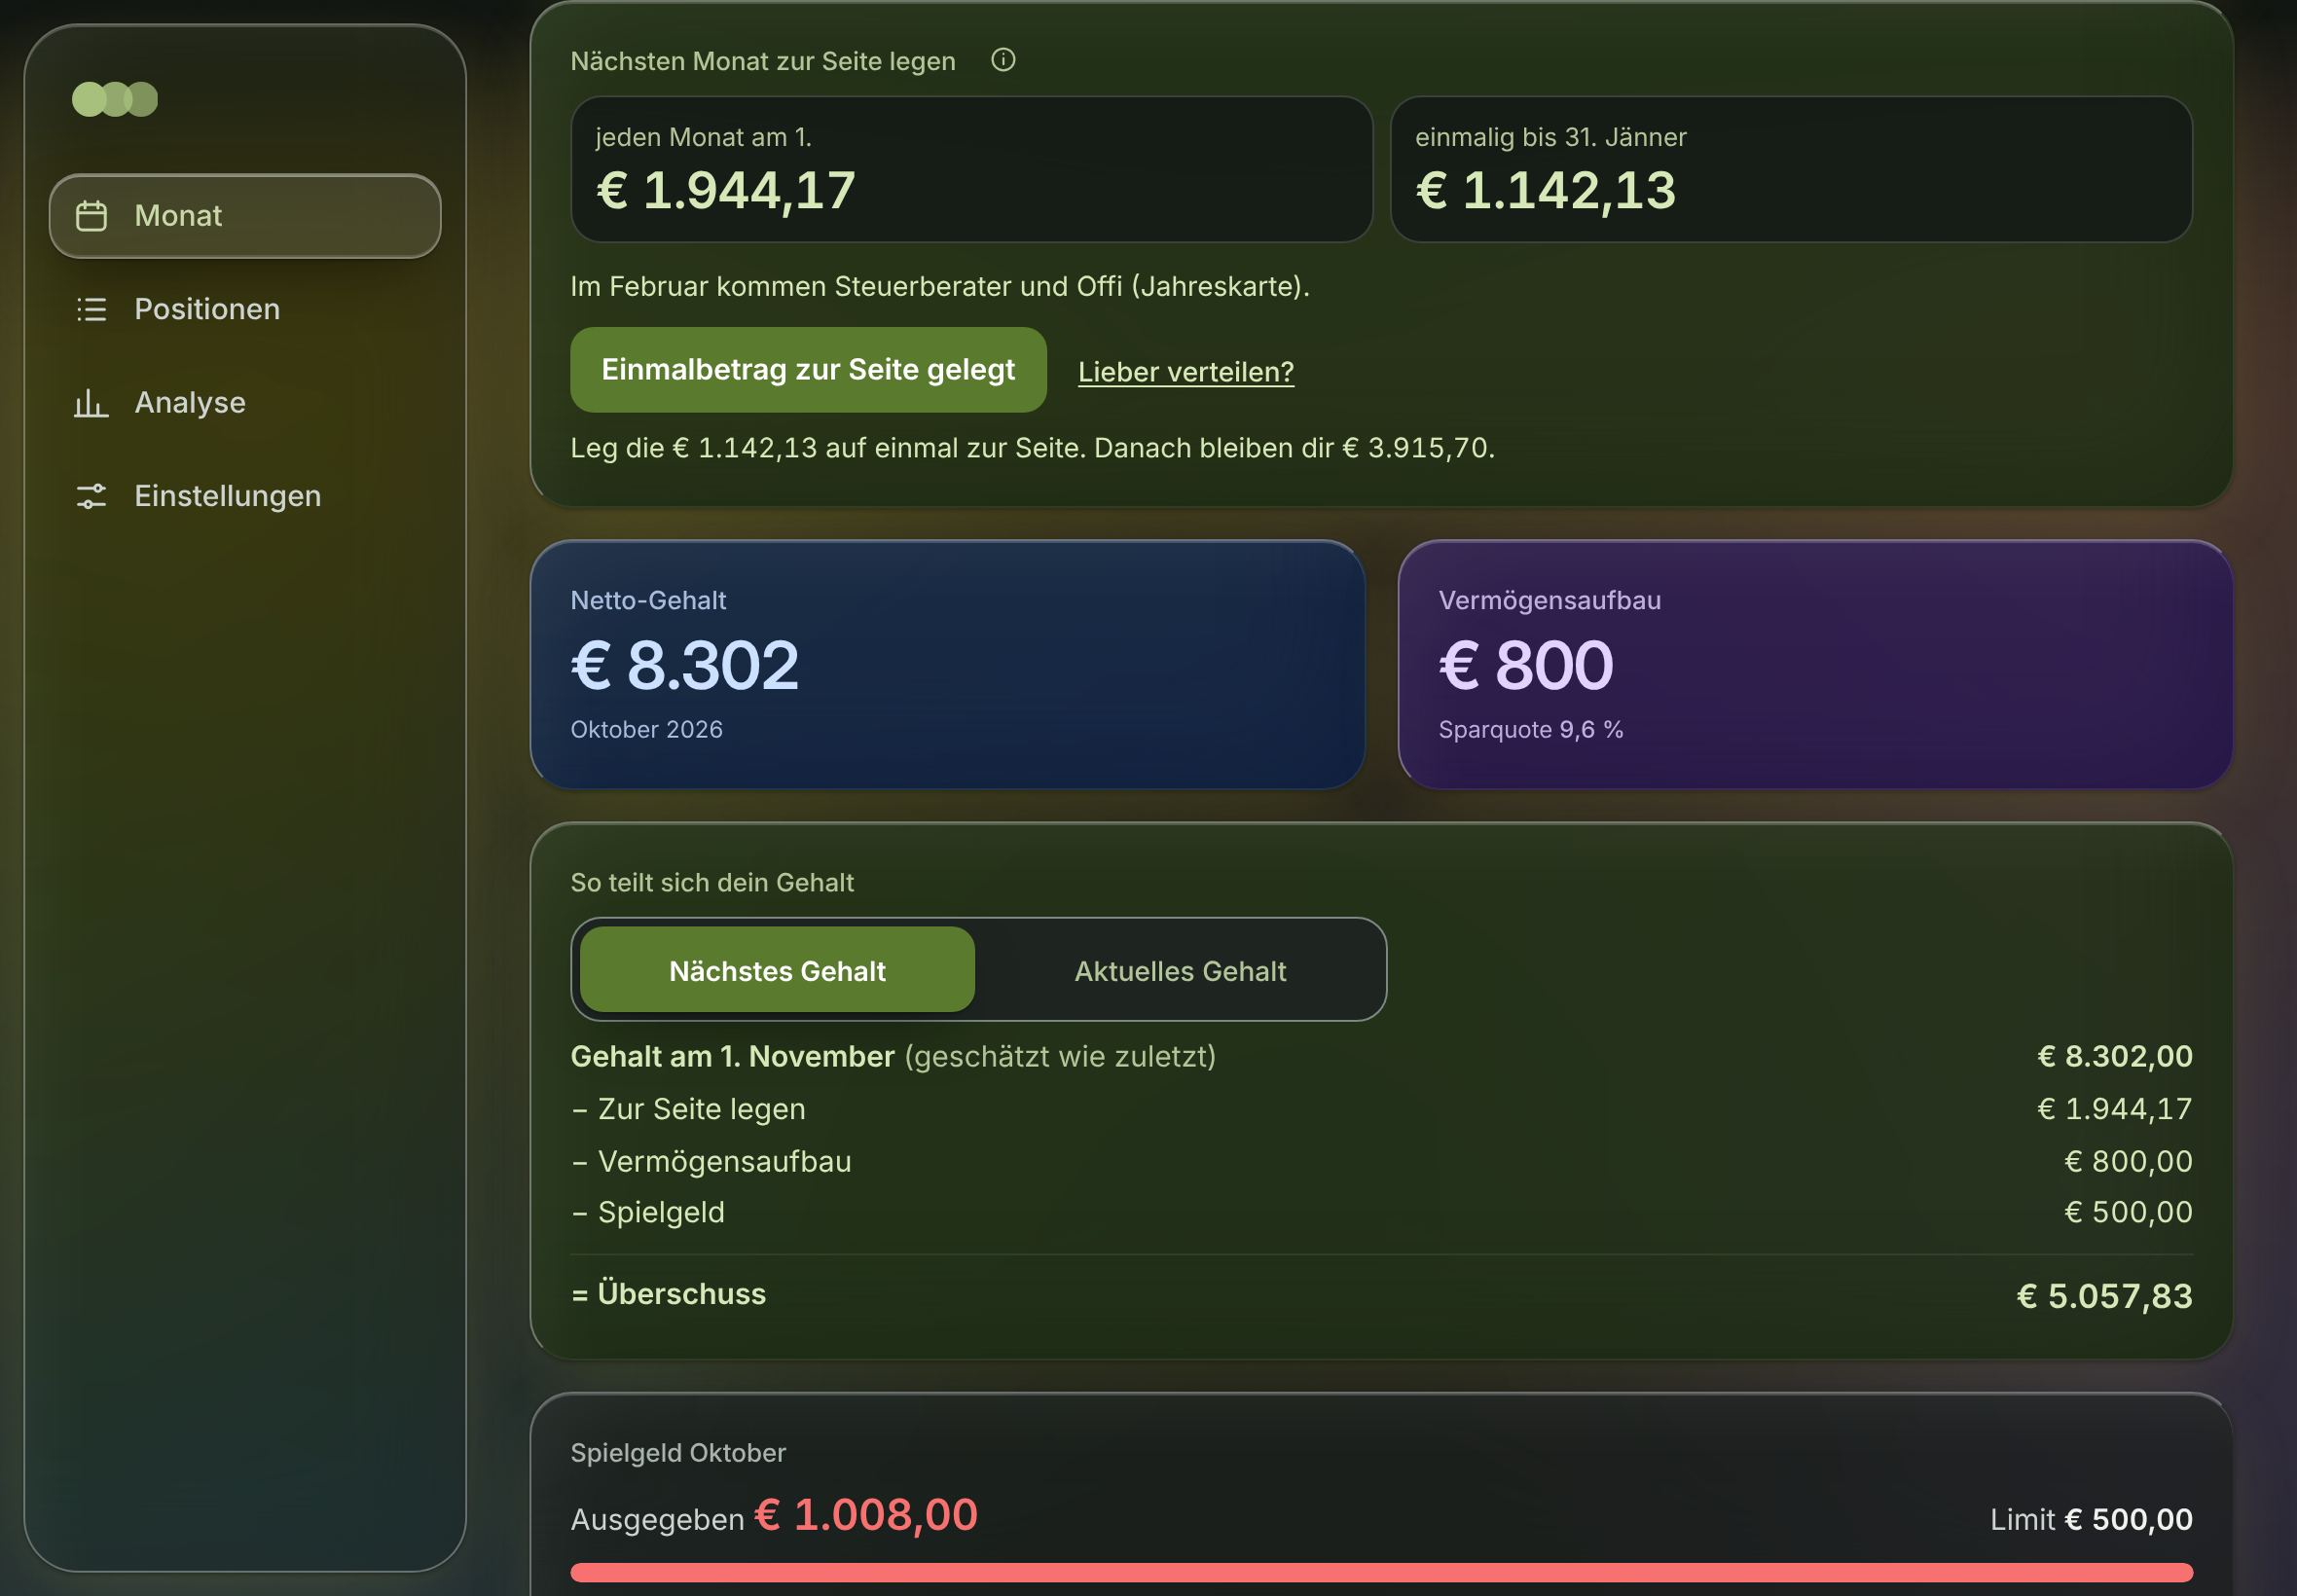 Monat
Positionen
Analyse
Einstellungen
Nächsten Monat zur Seite legen
jeden Monat am 1.
€ 1.944,17
einmalig bis 31. Jänner
€ 1.142,13
Im Februar kommen Steuerberater und Offi (Jahreskarte).
Einmalbetrag zur Seite gelegt
Lieber verteilen?
Leg die € 1.142,13 auf einmal zur Seite. Danach bleiben dir € 3.915,70.
Netto-Gehalt
€ 8.302
Oktober 2026
Vermögensaufbau
€ 800
Sparquote 9,6 %
So teilt sich dein Gehalt
Nächstes Gehalt
Aktuelles Gehalt
Gehalt am 1. November (geschätzt wie zuletzt) € 8.302,00
− Zur Seite legen € 1.944,17
− Vermögensaufbau € 800,00
− Spielgeld € 500,00
= Überschuss € 5.057,83
Spielgeld Oktober
Ausgegeben € 1.008,00 Limit € 500,00